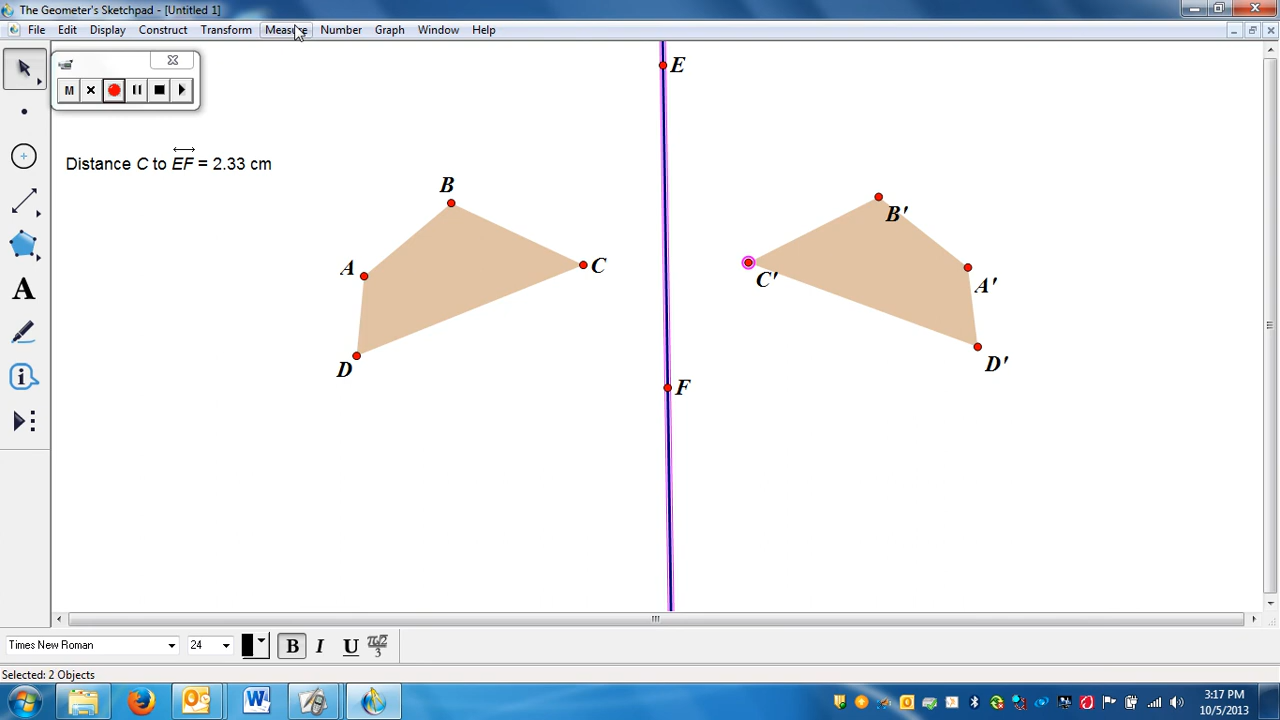 The Geometer's Sketchpad - [Untitled 1]
File Edit Display Construct Transform Measure Number Graph Window Help
M
E
Distance C to EF = 2.33 cm
B
B′
A
C
C′
A′
D
D′
F
A
Times New Roman 24 B I U
Selected: 2 Objects
3:17 PM
10/5/2013